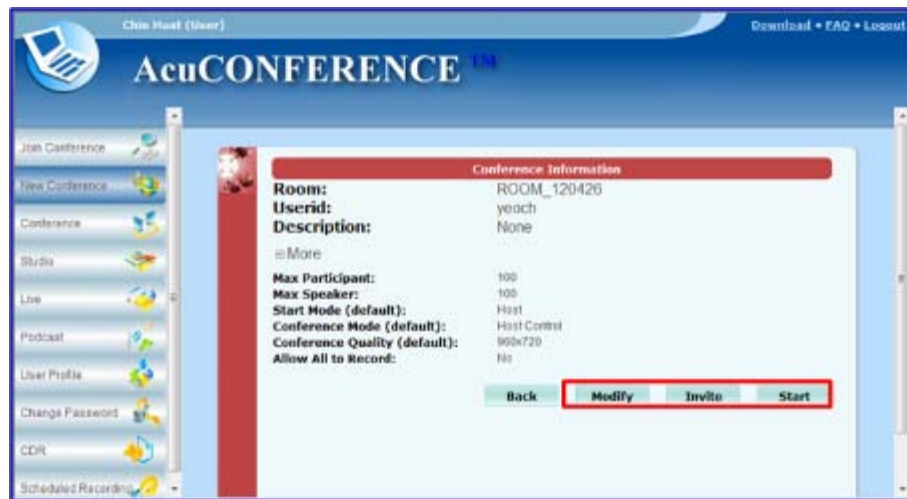 Chin Huat (User)
Download • FAQ • Logout
AcuCONFERENCE ™
Join Conference
New Conference
Conference
Studio
Live
Podcast
User Profile
Change Password
CDR
Scheduled Recording
Conference Information
Room: ROOM_120426
Userid: yeoch
Description: None
More
Max Participant: 100
Max Speaker: 100
Start Mode (default): Host
Conference Mode (default): Host Control
Conference Quality (default): 960x720
Allow All to Record: No
Back Modify Invite Start